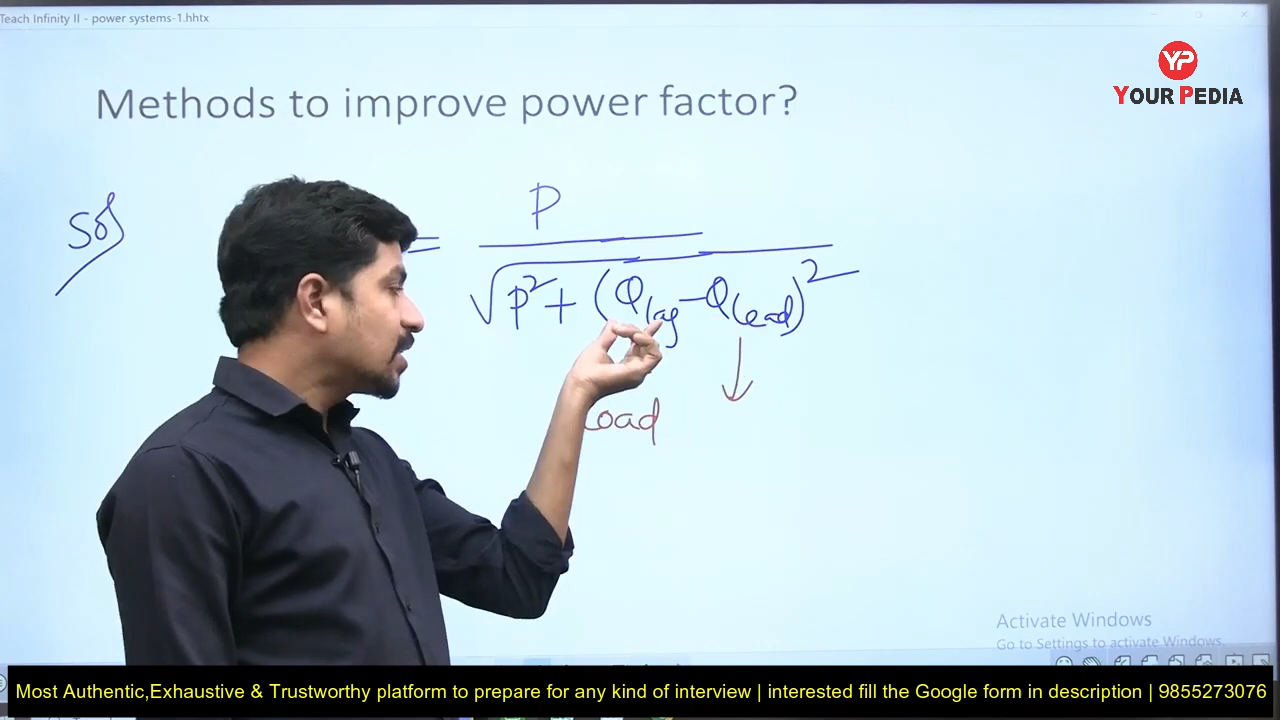 Teach Infinity II - power systems-1.hhtx
YP
YOUR PEDIA
Methods to improve power factor?
Sol
= P
√P²+(Qlag-Qlead)²
Load
Activate Windows
Go to Settings to activate Windows.
Most Authentic,Exhaustive & Trustworthy platform to prepare for any kind of interview | interested fill the Google form in description | 9855273076